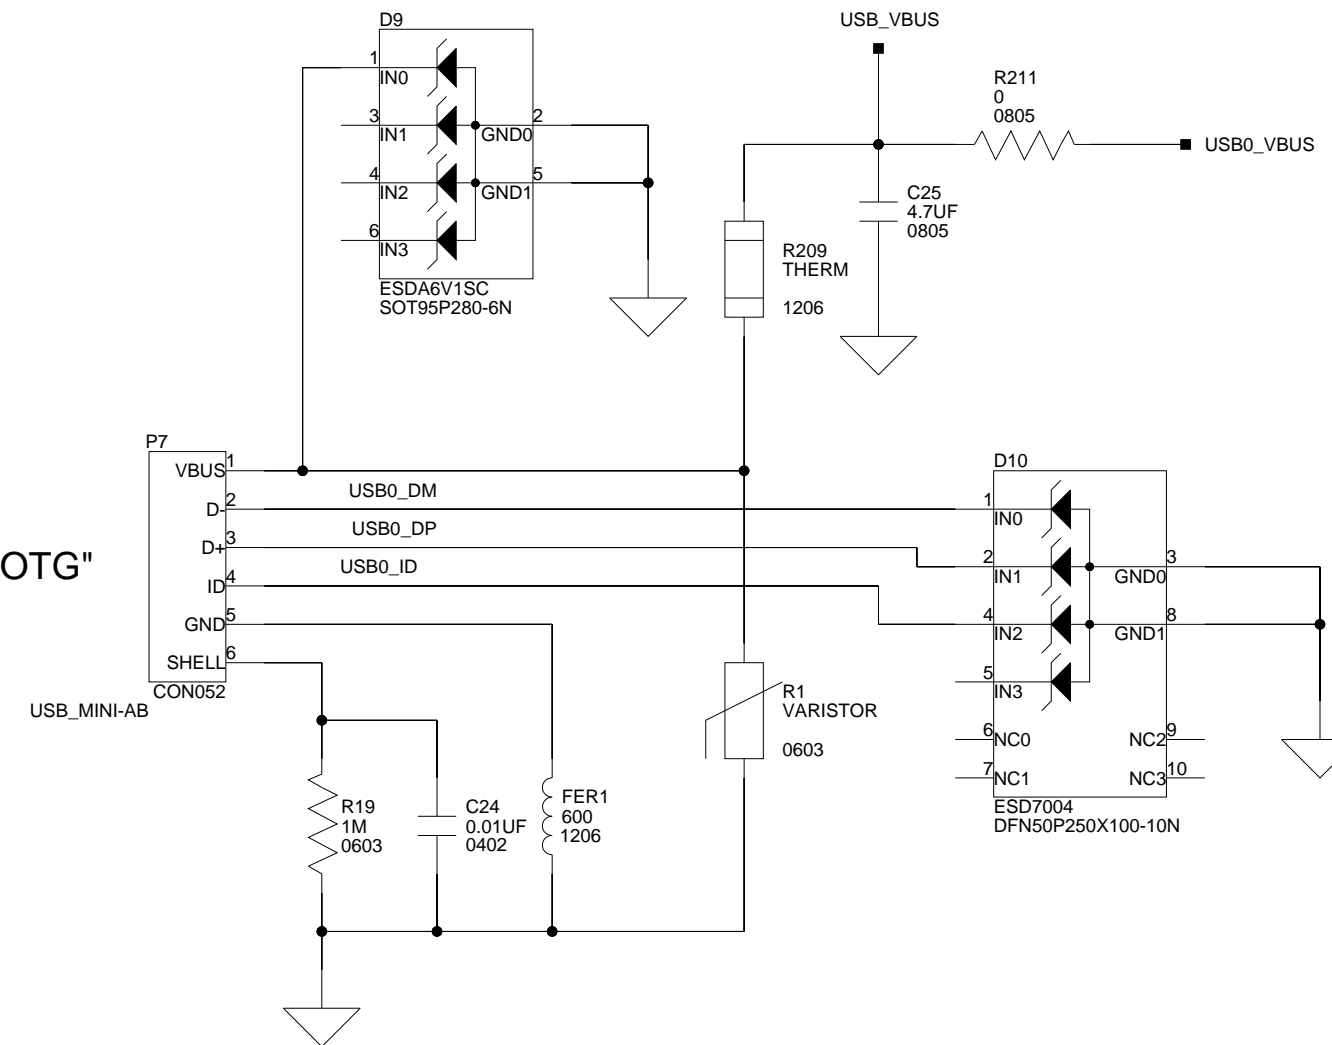 D9
1
IN0
3
IN1
4
IN2
6
IN3
2
GND0
5
GND1
ESDA6V1SC
SOT95P280-6N
USB_VBUS
R211
0
0805
USB0_VBUS
C25
4.7UF
0805
R209
THERM
1206
P7
VBUS 1
D- 2
D+ 3
ID 4
GND 5
SHELL 6
CON052
USB_MINI-AB
OTG"
USB0_DM
USB0_DP
USB0_ID
D10
1
IN0
2
IN1
4
IN2
5
IN3
6
NC0
7
NC1
3
GND0
8
GND1
9
NC2
10
NC3
ESD7004
DFN50P250X100-10N
R1
VARISTOR
0603
R19
1M
0603
C24
0.01UF
0402
FER1
600
1206